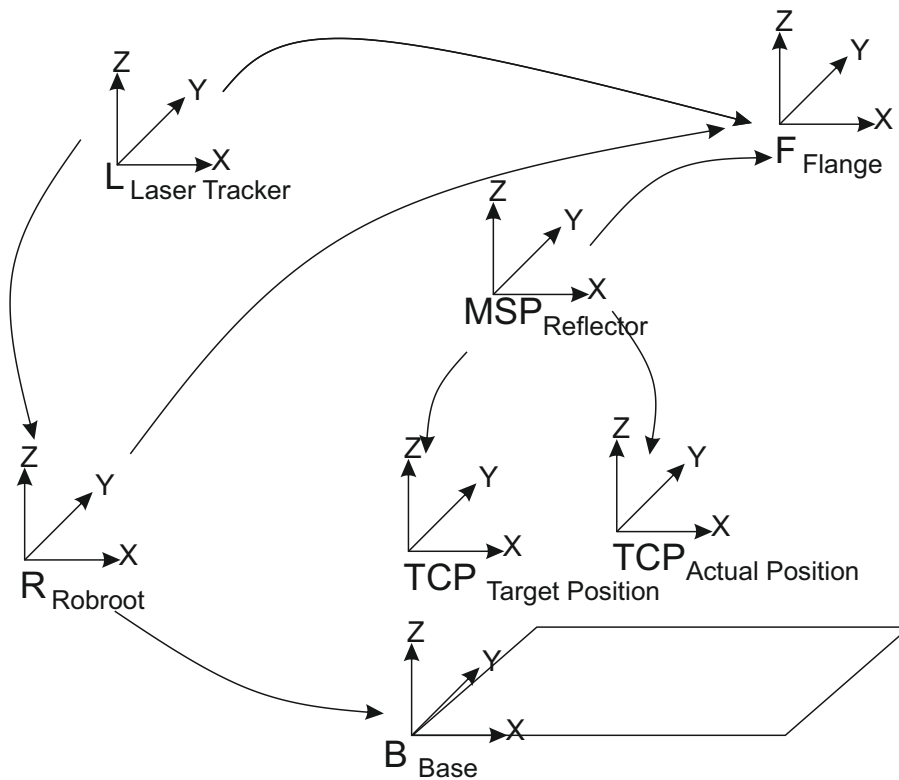 Z
Y
X
L Laser Tracker
Z
Y
X
F Flange
Z
Y
X
MSP Reflector
Z
Y
X
R Robroot
Z
Y
X
TCP Target Position
Z
Y
X
TCP Actual Position
Z
Y
X
B Base